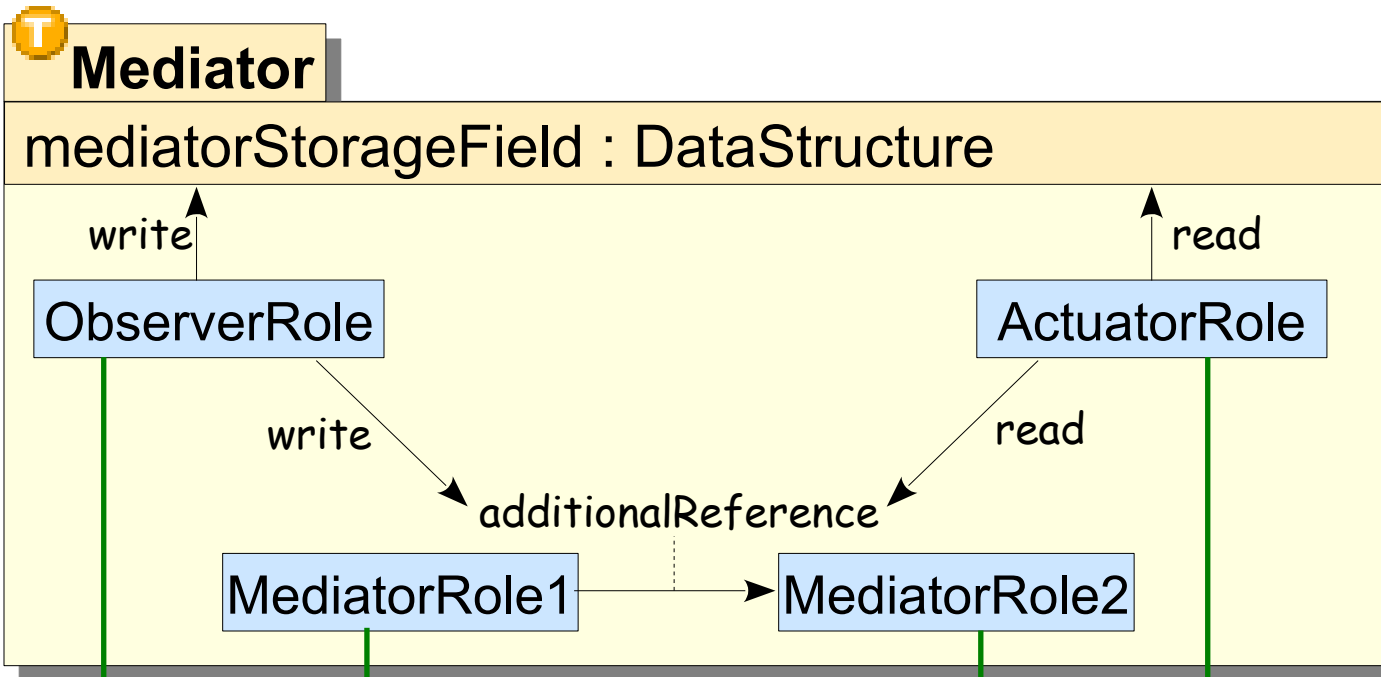 T
Mediator
mediatorStorageField : DataStructure
write
read
ObserverRole
ActuatorRole
write
read
additionalReference
MediatorRole1
MediatorRole2